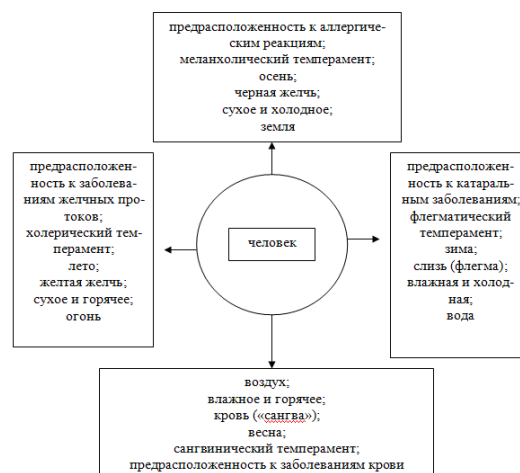 предрасположенность к аллергиче-
ским реакциям;
меланхолический темперамент;
осень;
черная желчь;
сухое и холодное;
земля
предрасположен-
ность к заболева-
ниям желчных про-
токов;
холерический тем-
перамент;
лето;
желтая желчь;
сухое и горячее;
огонь
человек
предрасположен-
ность к катараль-
ным заболеваниям;
флегматический
темперамент;
зима;
слизь (флегма);
влажная и холод-
ная;
вода
воздух;
влажное и горячее;
кровь («сангва»);
весна;
сангвинический темперамент;
предрасположенность к заболеваниям крови